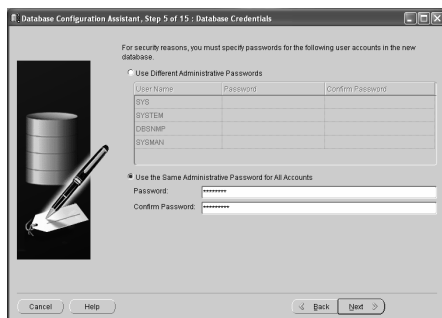 Database Configuration Assistant, Step 5 of 15 : Database Credentials
For security reasons, you must specify passwords for the following user accounts in the new
database.
Use Different Administrative Passwords
User Name Password Confirm Password
SYS
SYSTEM
DBSNMP
SYSMAN
Use the Same Administrative Password for All Accounts
Password: ********
Confirm Password: *********
Cancel Help Back Next